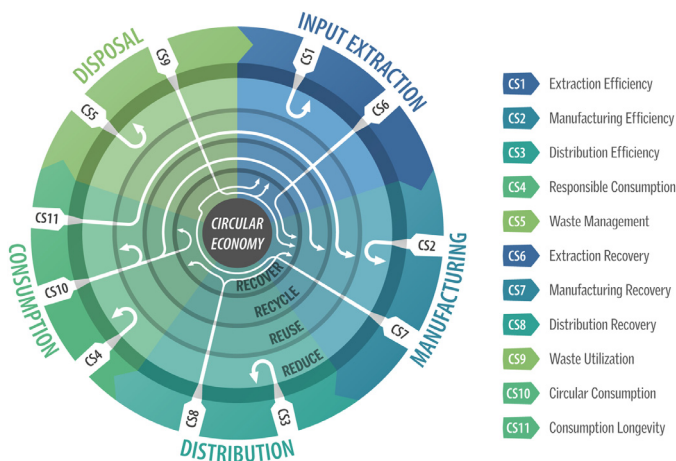 INPUT EXTRACTION
MANUFACTURING
DISTRIBUTION
CONSUMPTION
DISPOSAL
CS1
CS6
CS2
CS7
CS3
CS8
CS4
CS10
CS11
CS5
CS9
CIRCULAR
ECONOMY
RECOVER
RECYCLE
REUSE
REDUCE
CS1 Extraction Efficiency
CS2 Manufacturing Efficiency
CS3 Distribution Efficiency
CS4 Responsible Consumption
CS5 Waste Management
CS6 Extraction Recovery
CS7 Manufacturing Recovery
CS8 Distribution Recovery
CS9 Waste Utilization
CS10 Circular Consumption
CS11 Consumption Longevity